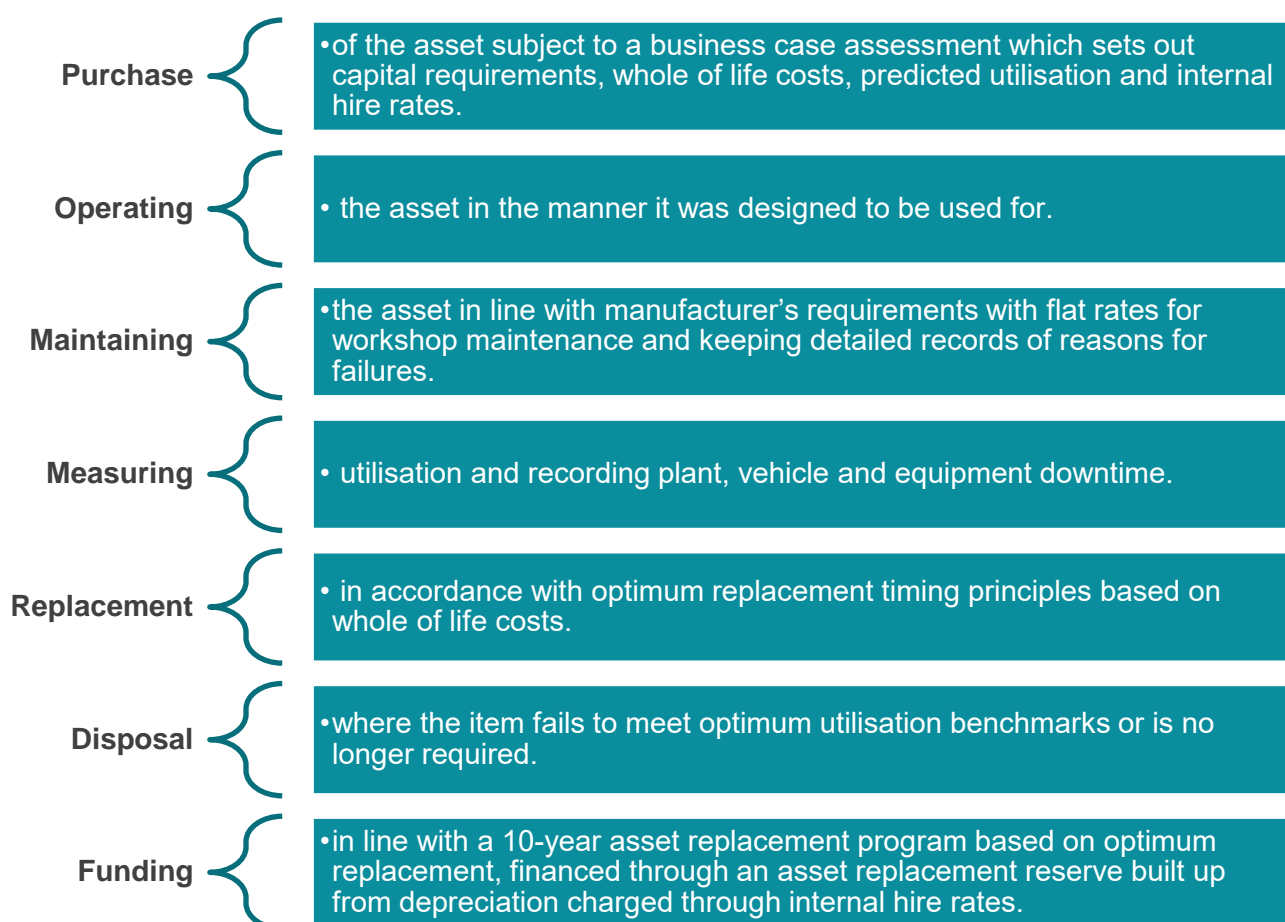 Purchase
•of the asset subject to a business case assessment which sets out
capital requirements, whole of life costs, predicted utilisation and internal
hire rates.
Operating
• the asset in the manner it was designed to be used for.
Maintaining
•the asset in line with manufacturer’s requirements with flat rates for
workshop maintenance and keeping detailed records of reasons for
failures.
Measuring
• utilisation and recording plant, vehicle and equipment downtime.
Replacement
• in accordance with optimum replacement timing principles based on
whole of life costs.
Disposal
•where the item fails to meet optimum utilisation benchmarks or is no
longer required.
Funding
•in line with a 10-year asset replacement program based on optimum
replacement, financed through an asset replacement reserve built up
from depreciation charged through internal hire rates.